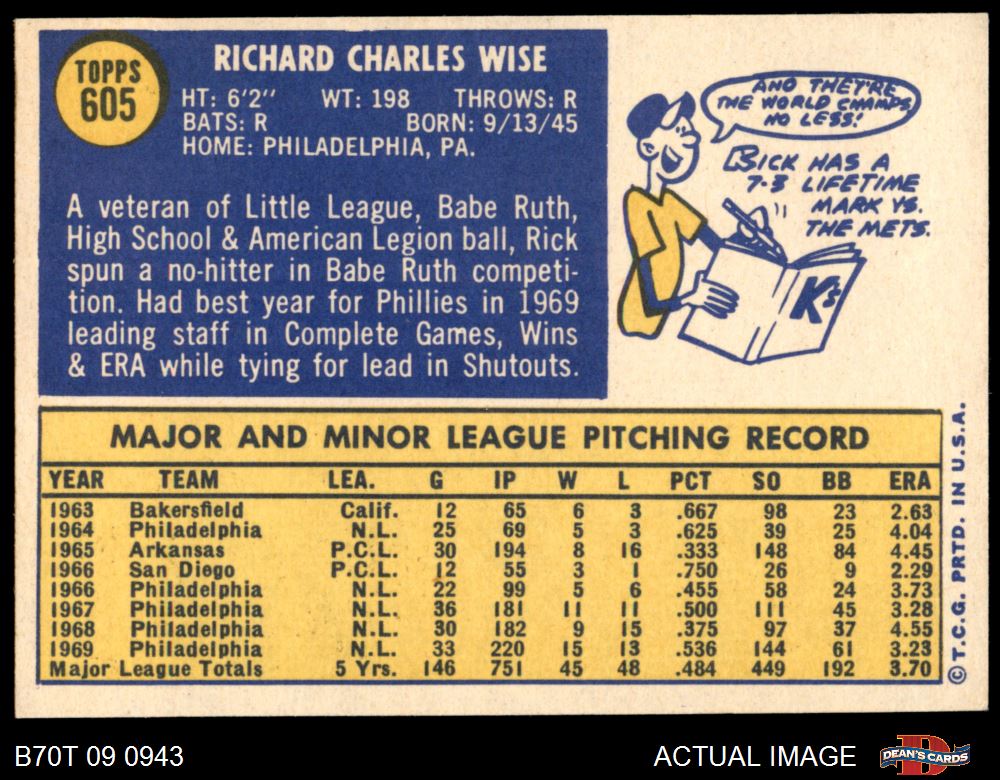 TOPPS
605
RICHARD CHARLES WISE
HT: 6'2" WT: 198 THROWS: R
BATS: R BORN: 9/13/45
HOME: PHILADELPHIA, PA.
A veteran of Little League, Babe Ruth,
High School & American Legion ball, Rick
spun a no-hitter in Babe Ruth competi-
tion. Had best year for Phillies in 1969
leading staff in Complete Games, Wins
& ERA while tying for lead in Shutouts.
AND THEY'RE
THE WORLD CHAMPS
NO LESS!
RICK HAS A
7-3 LIFETIME
MARK VS.
THE METS.
K's
MAJOR AND MINOR LEAGUE PITCHING RECORD
YEAR TEAM LEA. G IP W L PCT SO BB ERA
1963 Bakersfield Calif. 12 65 6 3 .667 98 23 2.63
1964 Philadelphia N.L. 25 69 5 3 .625 39 25 4.04
1965 Arkansas P.C.L. 30 194 8 16 .333 148 84 4.45
1966 San Diego P.C.L. 12 55 3 1 .750 26 9 2.29
1966 Philadelphia N.L. 22 99 5 6 .455 58 24 3.73
1967 Philadelphia N.L. 36 181 11 11 .500 111 45 3.28
1968 Philadelphia N.L. 30 182 9 15 .375 97 37 4.55
1969 Philadelphia N.L. 33 220 15 13 .536 144 61 3.23
Major League Totals 5 Yrs. 146 751 45 48 .484 449 192 3.70
© T.C.G. PRTD. IN U.S.A.
B70T 09 0943
ACTUAL IMAGE
D
DEAN'S CARDS